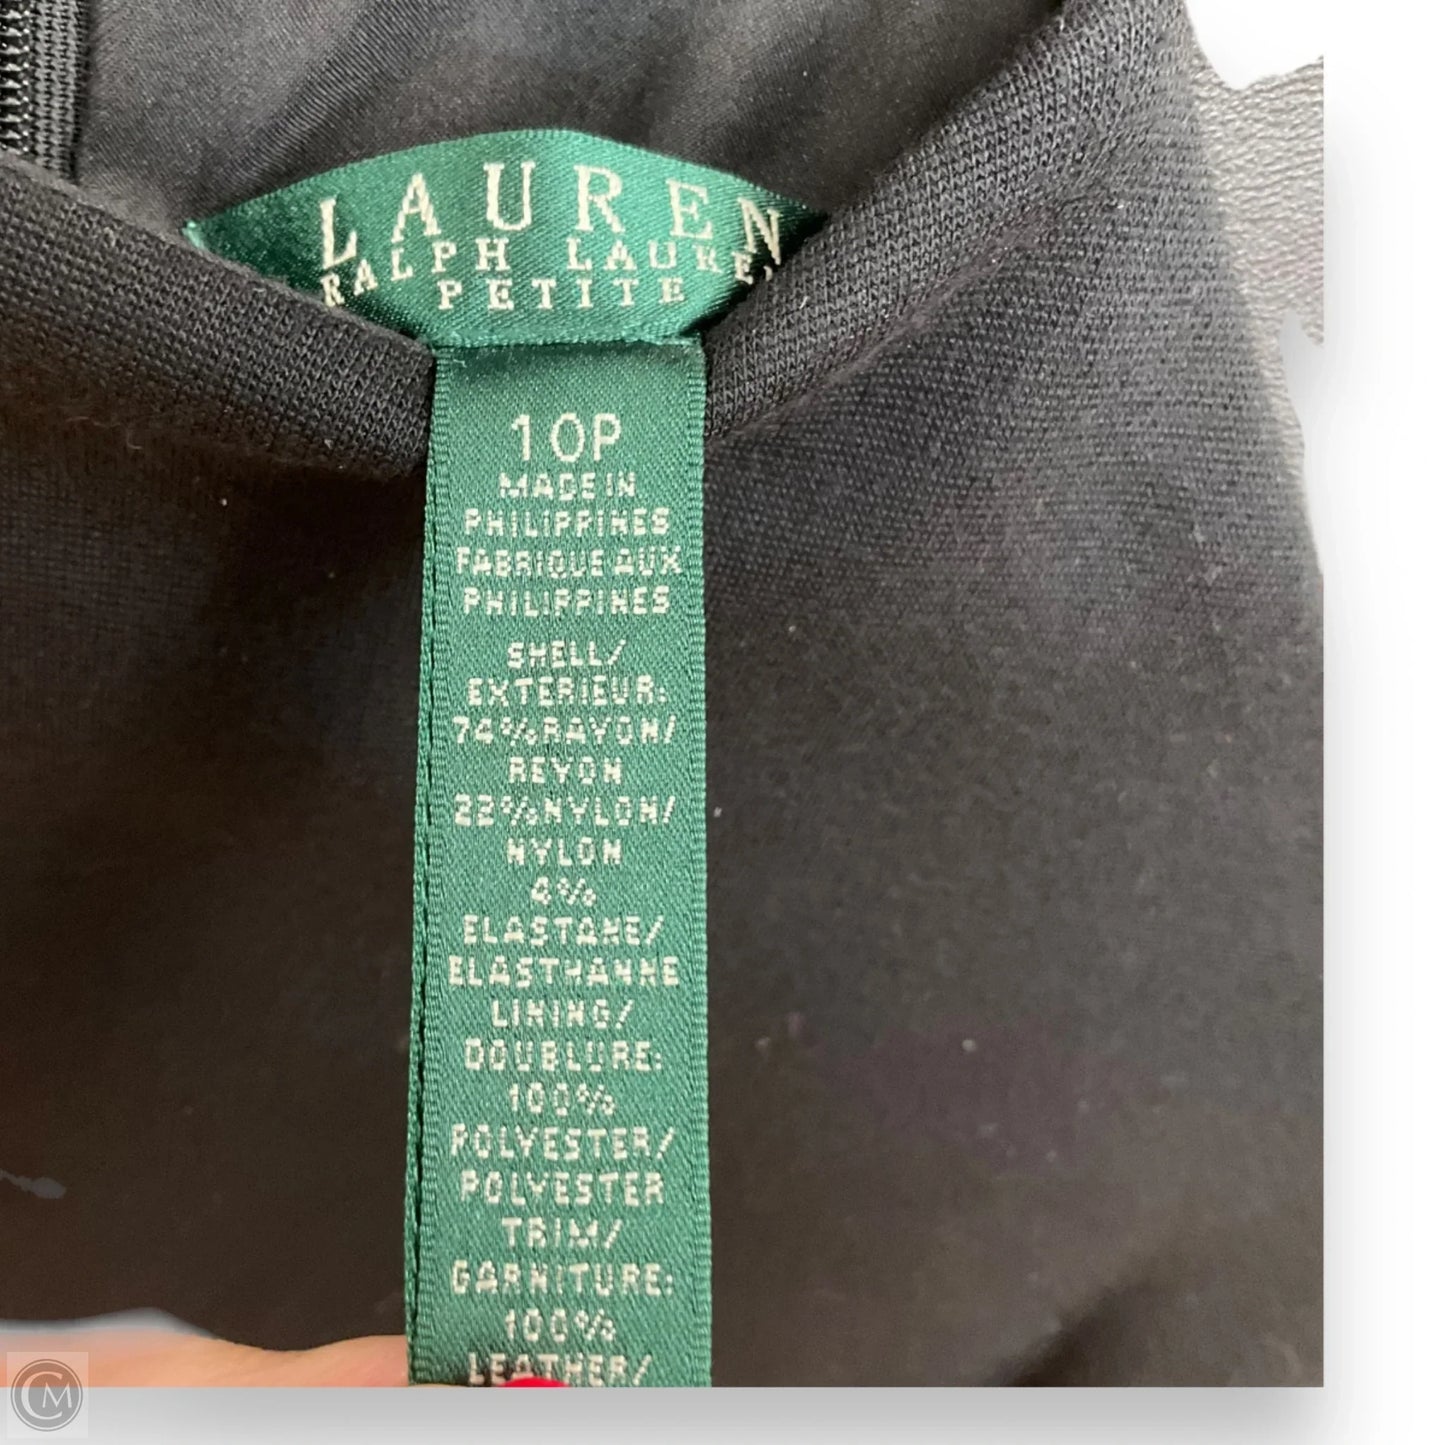 LAUREN
RALPH LAUREN
PETITE
10P
MADE IN
PHILIPPINES
FABRIQUE AUX
PHILIPPINES
SHELL/
EXTERIEUR:
74%RAYON/
REYON
22%NYLON/
NYLON
4%
ELASTANE/
ELASTHANNE
LINING/
DOUBLURE:
100%
POLYESTER/
POLYESTER
TRIM/
GARNITURE:
100%
LEATHER/
CM